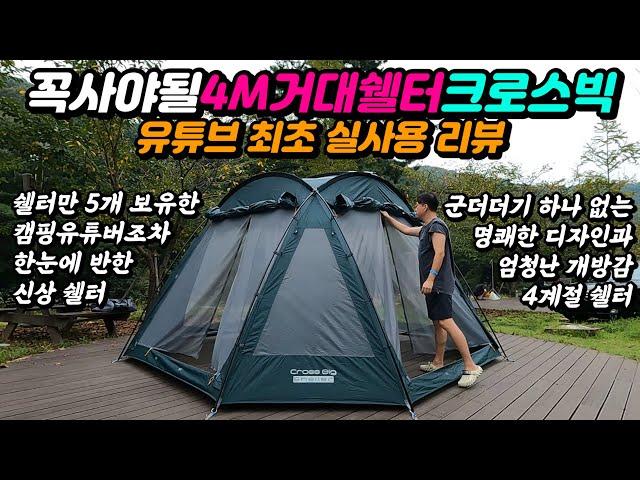 꼭사야될4M거대쉘터크로스빅
유튜브 최초 실사용 리뷰
쉘터만 5개 보유한
캠핑유튜버조차
한눈에 반한
신상 쉘터
군더더기 하나 없는
명쾌한 디자인과
엄청난 개방감
4계절 쉘터
Cross Big
Shelter